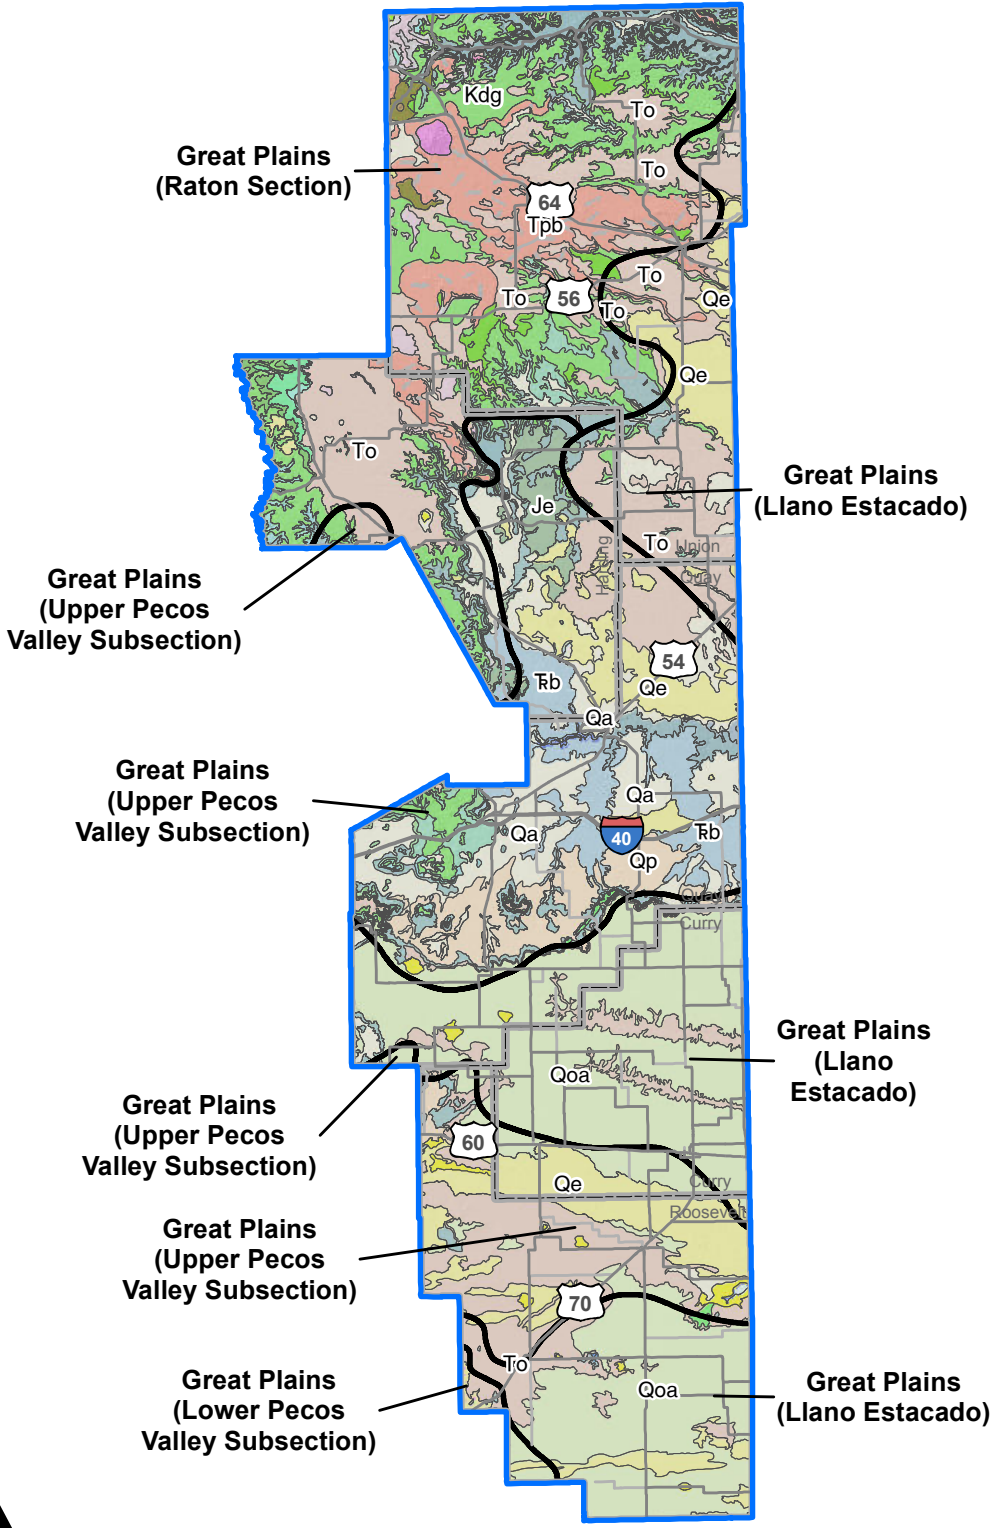 Kdg
To
Great Plains
(Raton Section)
To
64
Tpb
To
56
To
To
Qe
Qe
To
Great Plains
(Llano Estacado)
Je
To
Union
Harding
Quay
Great Plains
(Upper Pecos
Valley Subsection)
54
Qe
Qa
Great Plains
(Upper Pecos
Valley Subsection)
Qa
Qa
40
Qp
Quay
Curry
Great Plains
(Llano
Estacado)
Qoa
Great Plains
(Upper Pecos
Valley Subsection)
60
Qe
Curry
Roosevelt
Great Plains
(Upper Pecos
Valley Subsection)
70
To
Qoa
Great Plains
(Lower Pecos
Valley Subsection)
Great Plains
(Llano Estacado)